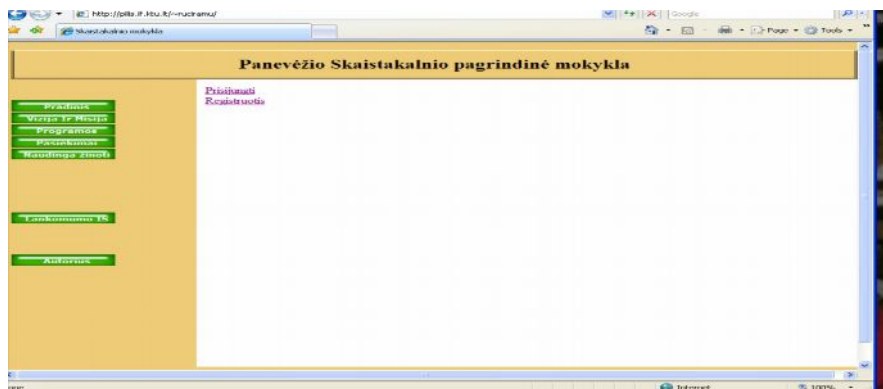 http://pilis.if.ktu.lt/~ruciramu/
Google
Skaistakalnio mokykla
Page
Tools
Panevėžio Skaistakalnio pagrindinė mokykla
Prisijungti
Registruotis
Pradinis
Vizija Ir Misija
Programos
Pasiekimai
Naudinga žinoti
Lankomumo IS
Autorius
Internet
100%